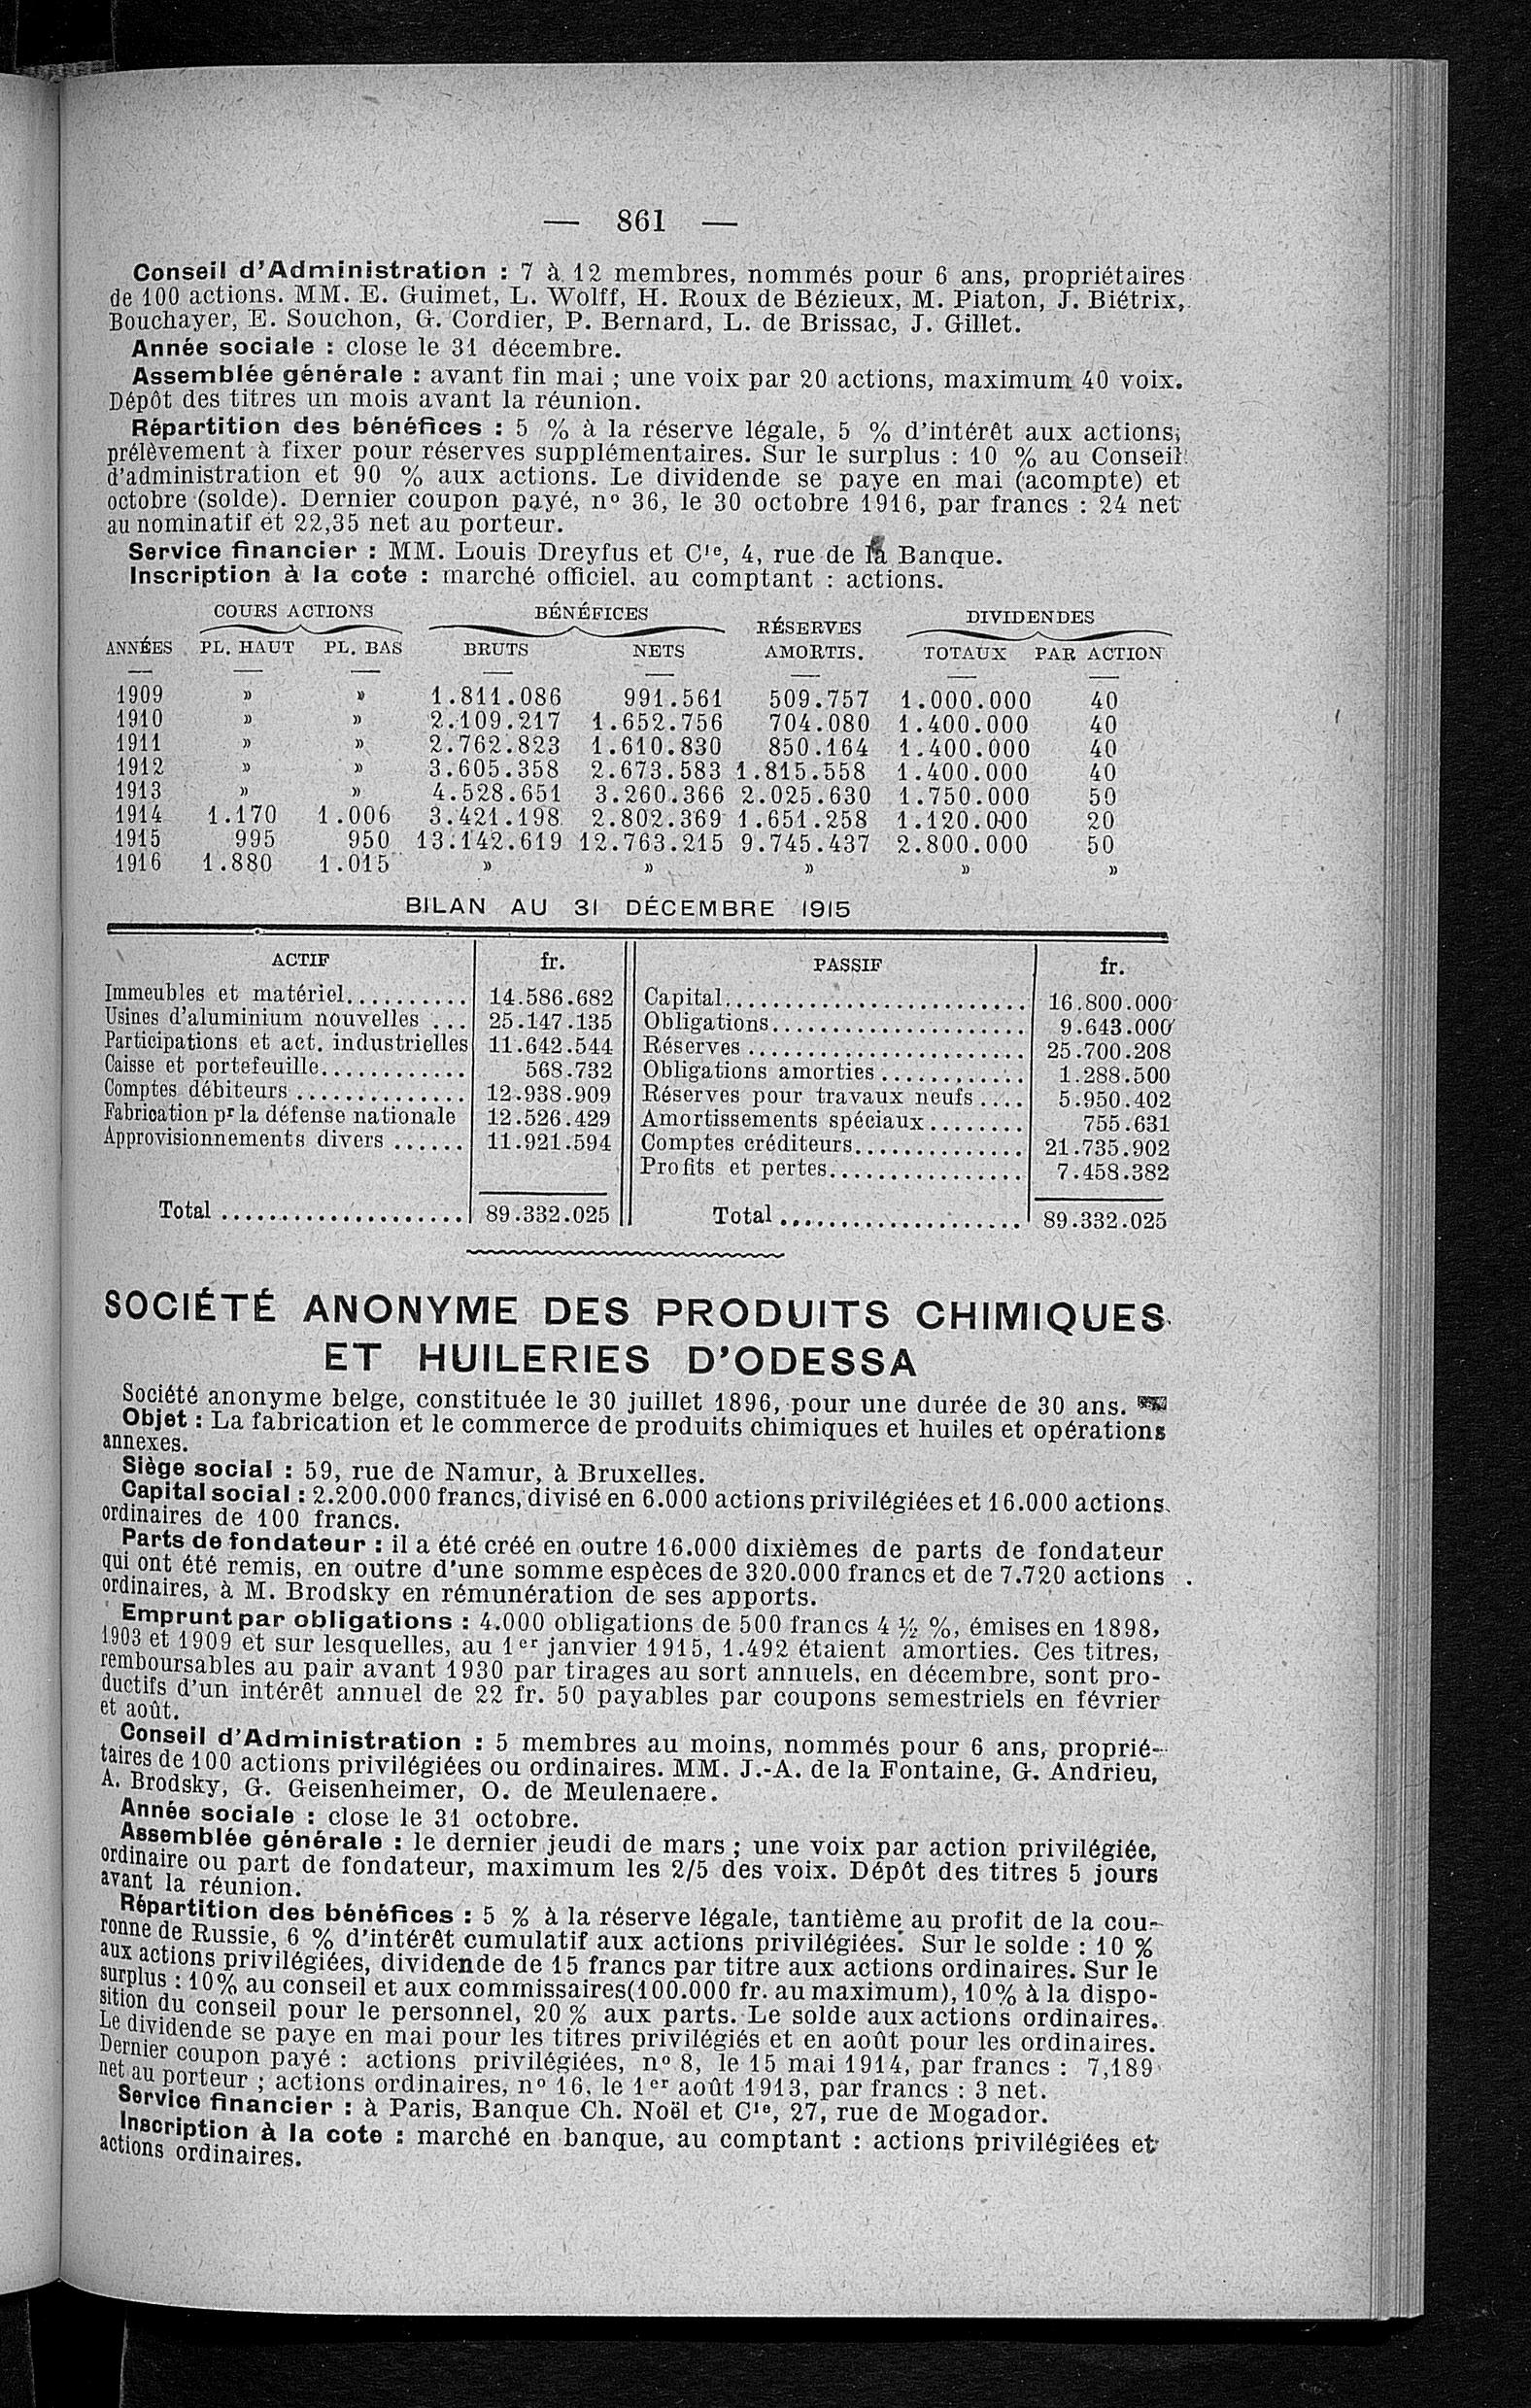 — 861 —
Conseil d'Administration : 7 à 12 membres, nommés pour 6 ans, propriétaires
de 100 actions. MM. E. Guimet, L. Wolff, H. Roux de Bézieux, M. Piaton, J. Biétrix,
Bouchayer, E. Souchon, G. Cordier, P. Bernard, L. de Brissac, J. Gillet.
Année sociale : close le 31 décembre.
Assemblée générale : avant fin mai ; une voix par 20 actions, maximum 40 voix.
Dépôt des titres un mois avant la réunion.
Répartition des bénéfices : 5 % à la réserve légale, 5 % d'intérêt aux actions;
prélèvement à fixer pour réserves supplémentaires. Sur le surplus : 10 % au Conseil
d'administration et 90 % aux actions. Le dividende se paye en mai (acompte) et
octobre (solde). Dernier coupon payé, nº 36, le 30 octobre 1916, par francs : 24 net
au nominatif et 22,35 net au porteur.
Service financier : MM. Louis Dreyfus et Cie, 4, rue de la Banque.
Inscription à la cote : marché officiel. au comptant : actions.
COURS ACTIONS BÉNÉFICES RÉSERVES DIVIDENDES
ANNÉES PL. HAUT PL. BAS BRUTS NETS AMORTIS. TOTAUX PAR ACTION
1909 » » 1.811.086 991.561 509.757 1.000.000 40
1910 » » 2.109.217 1.652.756 704.080 1.400.000 40
1911 » » 2.762.823 1.610.830 850.164 1.400.000 40
1912 » » 3.605.358 2.673.583 1.815.558 1.400.000 40
1913 » » 4.528.651 3.260.366 2.025.630 1.750.000 50
1914 1.170 1.006 3.421.198 2.802.369 1.651.258 1.120.000 20
1915 995 950 13.142.619 12.763.215 9.745.437 2.800.000 50
1916 1.880 1.015 » » » » »
BILAN AU 31 DÉCEMBRE 1915
ACTIF fr. PASSIF fr.
Immeubles et matériel.......... 14.586.682 Capital......................... 16.800.000
Usines d'aluminium nouvelles ... 25.147.135 Obligations..................... 9.643.000
Participations et act. industrielles 11.642.544 Réserves ....................... 25.700.208
Caisse et portefeuille............ 568.732 Obligations amorties ............ 1.288.500
Comptes débiteurs .............. 12.938.909 Réserves pour travaux neufs .... 5.950.402
Fabrication pr la défense nationale 12.526.429 Amortissements spéciaux ........ 755.631
Approvisionnements divers ...... 11.921.594 Comptes créditeurs.............. 21.735.902
Profits et pertes................ 7.458.382
Total .................... 89.332.025 Total .................... 89.332.025
SOCIÉTÉ ANONYME DES PRODUITS CHIMIQUES
ET HUILERIES D'ODESSA
Société anonyme belge, constituée le 30 juillet 1896, pour une durée de 30 ans.
Objet : La fabrication et le commerce de produits chimiques et huiles et opérations
annexes.
Siège social : 59, rue de Namur, à Bruxelles.
Capital social : 2.200.000 francs, divisé en 6.000 actions privilégiées et 16.000 actions
ordinaires de 100 francs.
Parts de fondateur : il a été créé en outre 16.000 dixièmes de parts de fondateur
qui ont été remis, en outre d'une somme espèces de 320.000 francs et de 7.720 actions
ordinaires, à M. Brodsky en rémunération de ses apports.
Emprunt par obligations : 4.000 obligations de 500 francs 4 ½ %, émises en 1898,
1903 et 1909 et sur lesquelles, au 1er janvier 1915, 1.492 étaient amorties. Ces titres,
remboursables au pair avant 1930 par tirages au sort annuels, en décembre, sont pro-
ductifs d'un intérêt annuel de 22 fr. 50 payables par coupons semestriels en février
et août.
Conseil d'Administration : 5 membres au moins, nommés pour 6 ans, proprié-
taires de 100 actions privilégiées ou ordinaires. MM. J.-A. de la Fontaine, G. Andrieu,
A. Brodsky, G. Geisenheimer, O. de Meulenaere.
Année sociale : close le 31 octobre.
Assemblée générale : le dernier jeudi de mars ; une voix par action privilégiée,
ordinaire ou part de fondateur, maximum les 2/5 des voix. Dépôt des titres 5 jours
avant la réunion.
Répartition des bénéfices : 5 % à la réserve légale, tantième au profit de la cou-
ronne de Russie, 6 % d'intérêt cumulatif aux actions privilégiées. Sur le solde : 10 %
aux actions privilégiées, dividende de 15 francs par titre aux actions ordinaires. Sur le
surplus : 10% au conseil et aux commissaires(100.000 fr. au maximum), 10% à la dispo-
sition du conseil pour le personnel, 20 % aux parts. Le solde aux actions ordinaires.
Le dividende se paye en mai pour les titres privilégiés et en août pour les ordinaires.
Dernier coupon payé : actions privilégiées, nº 8, le 15 mai 1914, par francs : 7,189
net au porteur ; actions ordinaires, nº 16, le 1er août 1913, par francs : 3 net.
Service financier : à Paris, Banque Ch. Noël et Cie, 27, rue de Mogador.
Inscription à la cote : marché en banque, au comptant : actions privilégiées et
actions ordinaires.